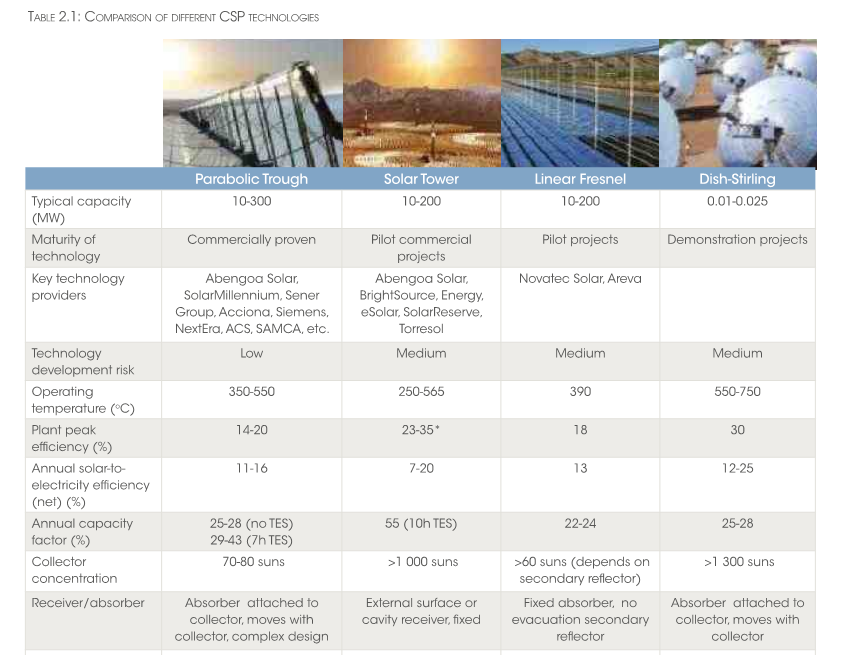 TABLE 2.1: COMPARISON OF DIFFERENT CSP TECHNOLOGIES
Parabolic Trough Solar Tower Linear Fresnel Dish-Stirling
Typical capacity (MW) 10-300 10-200 10-200 0.01-0.025
Maturity of technology Commercially proven Pilot commercial projects Pilot projects Demonstration projects
Key technology providers Abengoa Solar, SolarMillennium, Sener Group, Acciona, Siemens, NextEra, ACS, SAMCA, etc. Abengoa Solar, BrightSource, Energy, eSolar, SolarReserve, Torresol Novatec Solar, Areva
Technology development risk Low Medium Medium Medium
Operating temperature (°C) 350-550 250-565 390 550-750
Plant peak efficiency (%) 14-20 23-35* 18 30
Annual solar-to-electricity efficiency (net) (%) 11-16 7-20 13 12-25
Annual capacity factor (%) 25-28 (no TES) 29-43 (7h TES) 55 (10h TES) 22-24 25-28
Collector concentration 70-80 suns >1 000 suns >60 suns (depends on secondary reflector) >1 300 suns
Receiver/absorber Absorber attached to collector, moves with collector, complex design External surface or cavity receiver, fixed Fixed absorber, no evacuation secondary reflector Absorber attached to collector, moves with collector